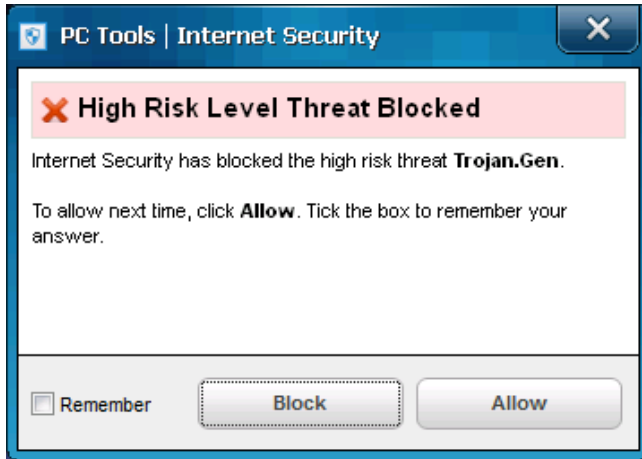 PC Tools | Internet Security
High Risk Level Threat Blocked
Internet Security has blocked the high risk threat Trojan.Gen.
To allow next time, click Allow. Tick the box to remember your
answer.
Remember
Block
Allow